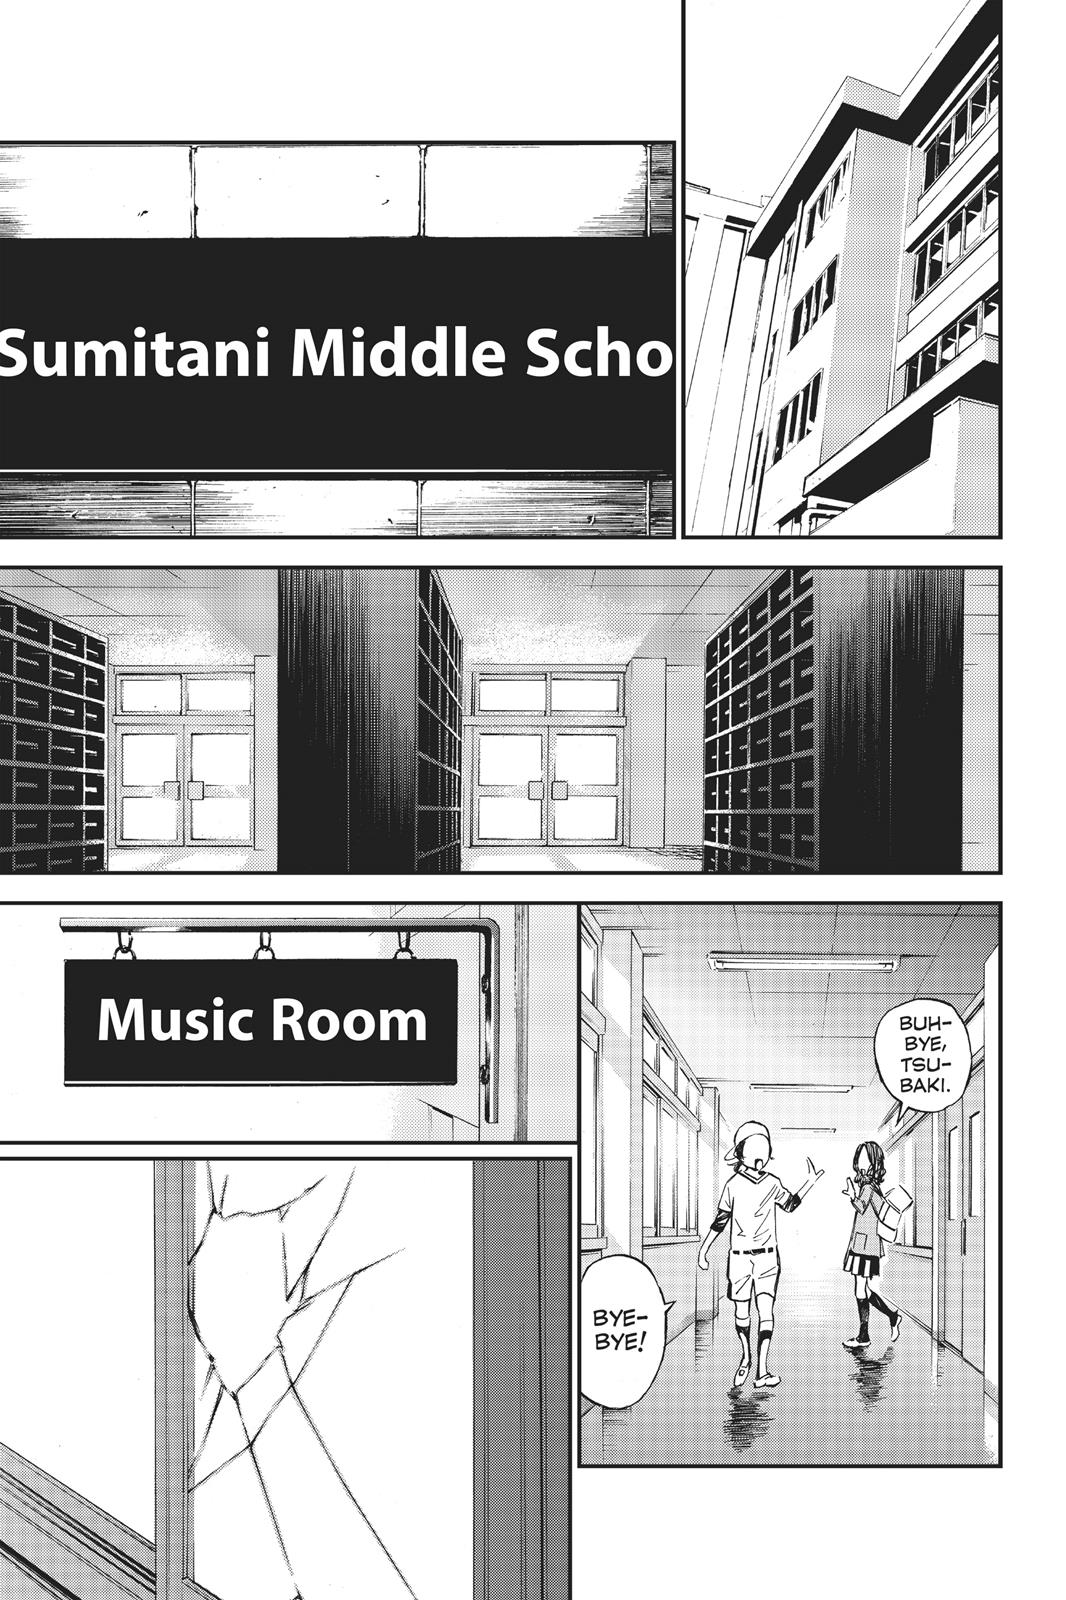 Sumitani Middle Scho
BUH-
BYE,
TSU-
BAKI.
BYE-
BYE!
Music Room